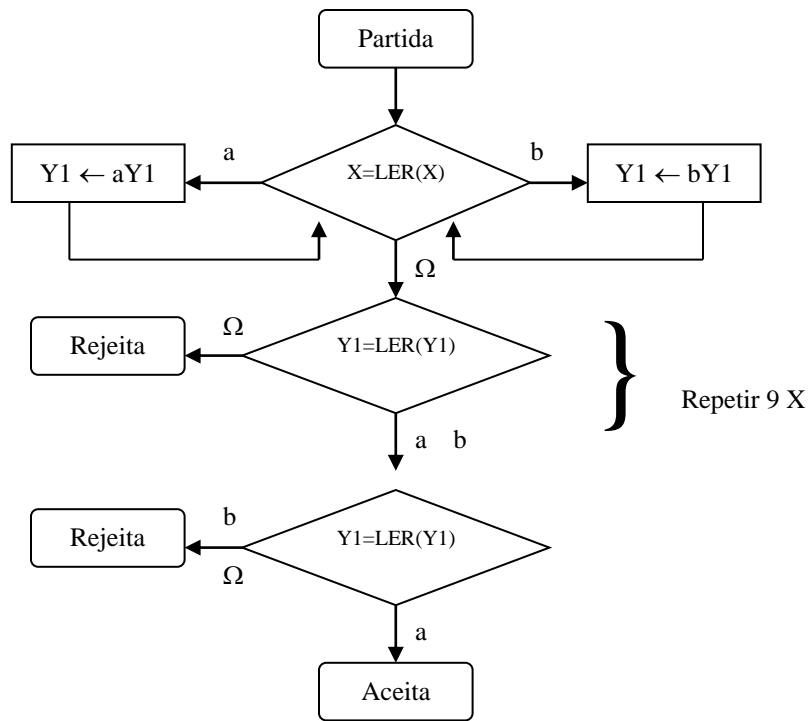 Partida
a
b
Y1 ← aY1
X=LER(X)
Y1 ← bY1
Ω
Rejeita
Ω
Y1=LER(Y1)
}
Repetir 9 X
a b
Rejeita
b
Y1=LER(Y1)
Ω
a
Aceita